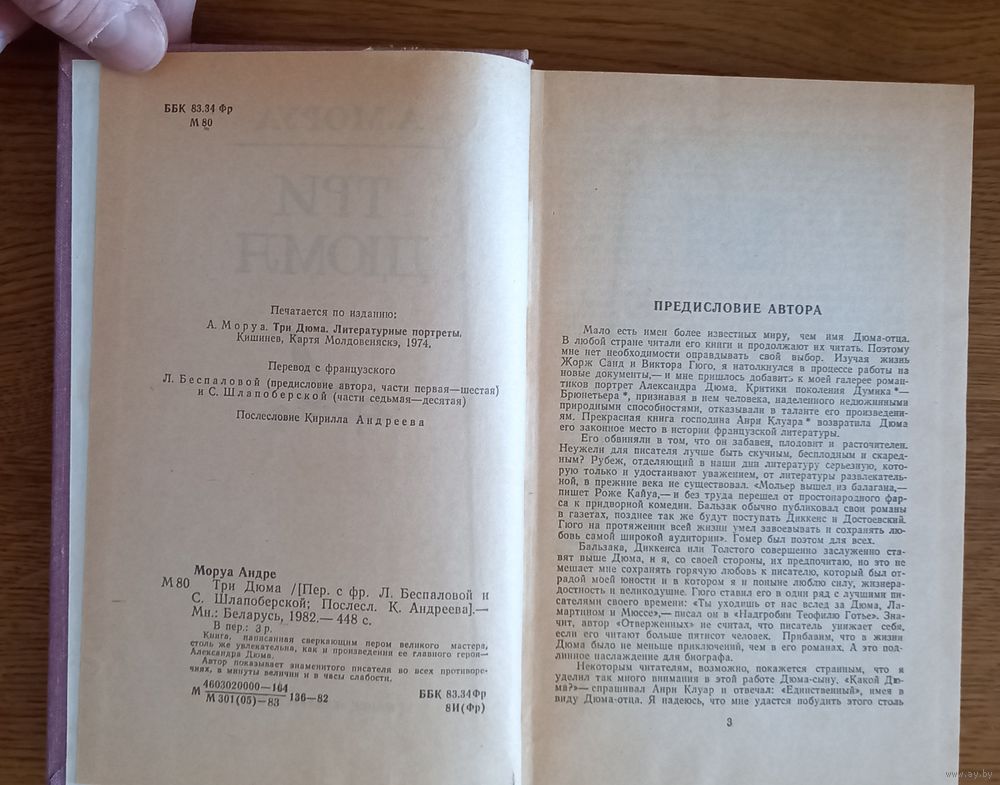 ББК 83.34 Фр
М 80
Печатается по изданию:
А. Моруа. Три Дюма. Литературные портреты.
Кишинев, Картя Молдовеняскэ, 1974.
Перевод с французского
Л. Беспаловой (предисловие автора, части первая—шестая)
и С. Шлапоберской (части седьмая—десятая)
Послесловие Кирилла Андреева
Моруа Андре
М 80 Три Дюма /[Пер. с фр. Л. Беспаловой и
С. Шлапоберской; Послесл. К. Андреева].—
Мн.: Беларусь, 1982.— 448 с.
В пер.: 3 р.
Книга, написанная сверкающим пером великого мастера,
столь же увлекательна, как и произведения ее главного героя—
Александра Дюма.
Автор показывает знаменитого писателя во всех противоре-
чиях, в минуты величия и в часы слабости.
М 4603020000—164
М 301(05)—83 136—82
ББК 83.34Фр
8И(Фр)
ПРЕДИСЛОВИЕ АВТОРА
Мало есть имен более известных миру, чем имя Дюма-отца.
В любой стране читали его книги и продолжают их читать. Поэтому
мне нет необходимости оправдывать свой выбор. Изучая жизнь
Жорж Санд и Виктора Гюго, я натолкнулся в процессе работы на
новые документы,— и мне пришлось добавить к моей галерее роман-
тиков портрет Александра Дюма. Критики поколения Думика*—
Брюнетьера*, признавая в нем человека, наделенного недюжинными
природными способностями, отказывали в таланте его произведени-
ям. Прекрасная книга господина Анри Клуара* возвратила Дюма
его законное место в истории французской литературы.
Его обвиняли в том, что он забавен, плодовит и расточителен.
Неужели для писателя лучше быть скучным, бесплодным и скаред-
ным? Рубеж, отделяющий в наши дни литературу серьезную, кото-
рую только и удостаивают уважением, от литературы развлекатель-
ной, в прежние века не существовал. «Мольер вышел из балагана,—
пишет Роже Кайуа,— и без труда перешел от простонародного фар-
са к придворной комедии. Бальзак обычно публиковал свои романы
в газетах, позднее так же будут поступать Диккенс и Достоевский.
Гюго на протяжении всей жизни умел завоевывать и сохранять лю-
бовь самой широкой аудитории». Гомер был поэтом для всех.
Бальзака, Диккенса или Толстого совершенно заслуженно ста-
вят выше Дюма, и я, со своей стороны, их предпочитаю, но это не
мешает мне сохранять горячую любовь к писателю, который был от-
радой моей юности и в котором я и поныне люблю силу, жизнера-
достность и великодушие. Гюго ставил его в один ряд с лучшими пи-
сателями своего времени: «Ты уходишь от нас вслед за Дюма, Ла-
мартином и Мюссе»,— писал он в «Надгробии Теофилю Готье». Зна-
чит, автор «Отверженных» не считал, что писатель унижает себя,
если его читают больше пятисот человек. Прибавим, что в жизни
Дюма было не меньше приключений, чем в его романах. А это под-
линное наслаждение для биографа.
Некоторым читателям, возможно, покажется странным, что я
уделил так много внимания в этой работе Дюма-сыну. «Какой Дю-
ма?»— спрашивал Анри Клуар и отвечал: «Единственный», имея в
виду Дюма-отца. Я надеюсь, что мне удастся побудить этого столь
3
www.ay.by